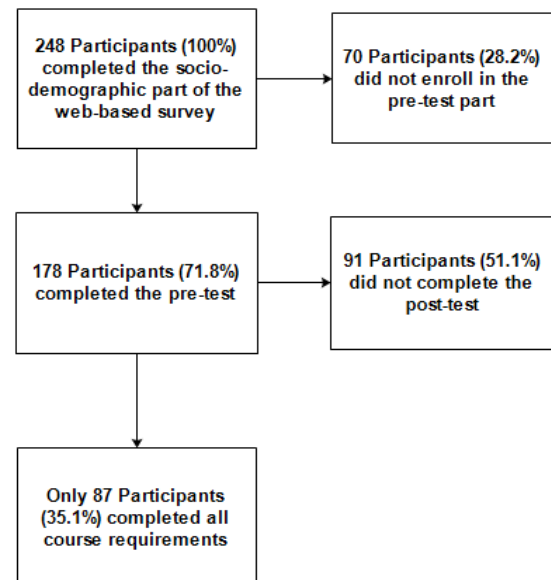 248 Participants (100%)
completed the socio-
demographic part of the
web-based survey
70 Participants (28.2%)
did not enroll in the
pre-test part
178 Participants (71.8%)
completed the pre-test
91 Participants (51.1%)
did not complete the
post-test
Only 87 Participants
(35.1%) completed all
course requirements